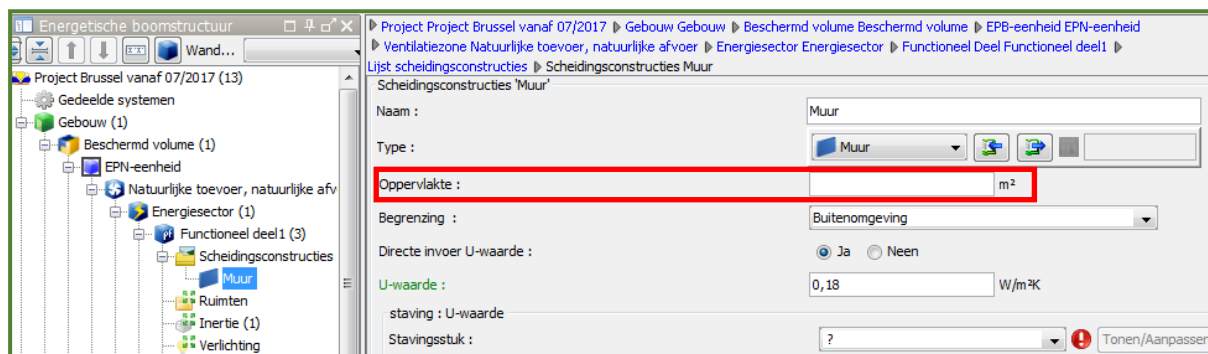 Energetische boomstructuur
Wand...
Project Brussel vanaf 07/2017 (13)
Gedeelde systemen
Gebouw (1)
Beschermd volume (1)
EPN-eenheid
Natuurlijke toevoer, natuurlijke afv
Energiesector (1)
Functioneel deel1 (3)
Scheidingsconstructies
Muur
Ruimten
Inertie (1)
Verlichting
Project Project Brussel vanaf 07/2017 Gebouw Gebouw Beschermd volume Beschermd volume EPB-eenheid EPN-eenheid
Ventilatiezone Natuurlijke toevoer, natuurlijke afvoer Energiesector Energiesector Functioneel Deel Functioneel deel1
Lijst scheidingsconstructies Scheidingsconstructies Muur
Scheidingsconstructies 'Muur'
Naam : Muur
Type : Muur
Oppervlakte : m²
Begrenzing : Buitenomgeving
Directe invoer U-waarde : Ja Neen
U-waarde : 0,18 W/m²K
staving : U-waarde
Stavingsstuk : ? Tonen/Aanpassen